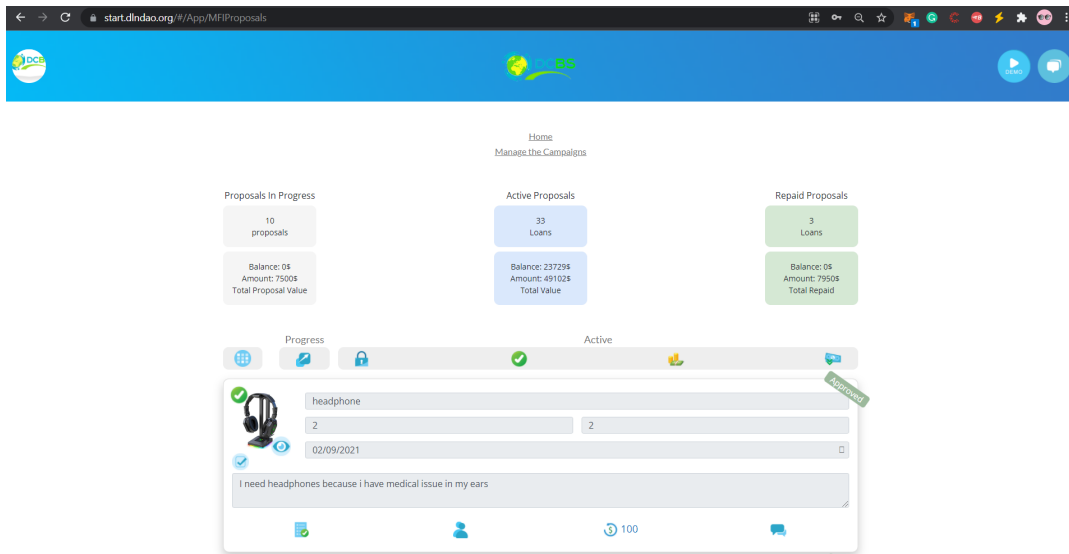 start.dlndao.org/#/App/MFIProposals
DCBS
DCBS
DEMO
Home
Manage the Campaigns
Proposals In Progress
Active Proposals
Repaid Proposals
10
proposals
33
Loans
3
Loans
Balance: 0$
Amount: 7500$
Total Proposal Value
Balance: 23729$
Amount: 49102$
Total Value
Balance: 0$
Amount: 7950$
Total Repaid
Progress
Active
Approved
headphone
2
2
02/09/2021
I need headphones because i have medical issue in my ears
100